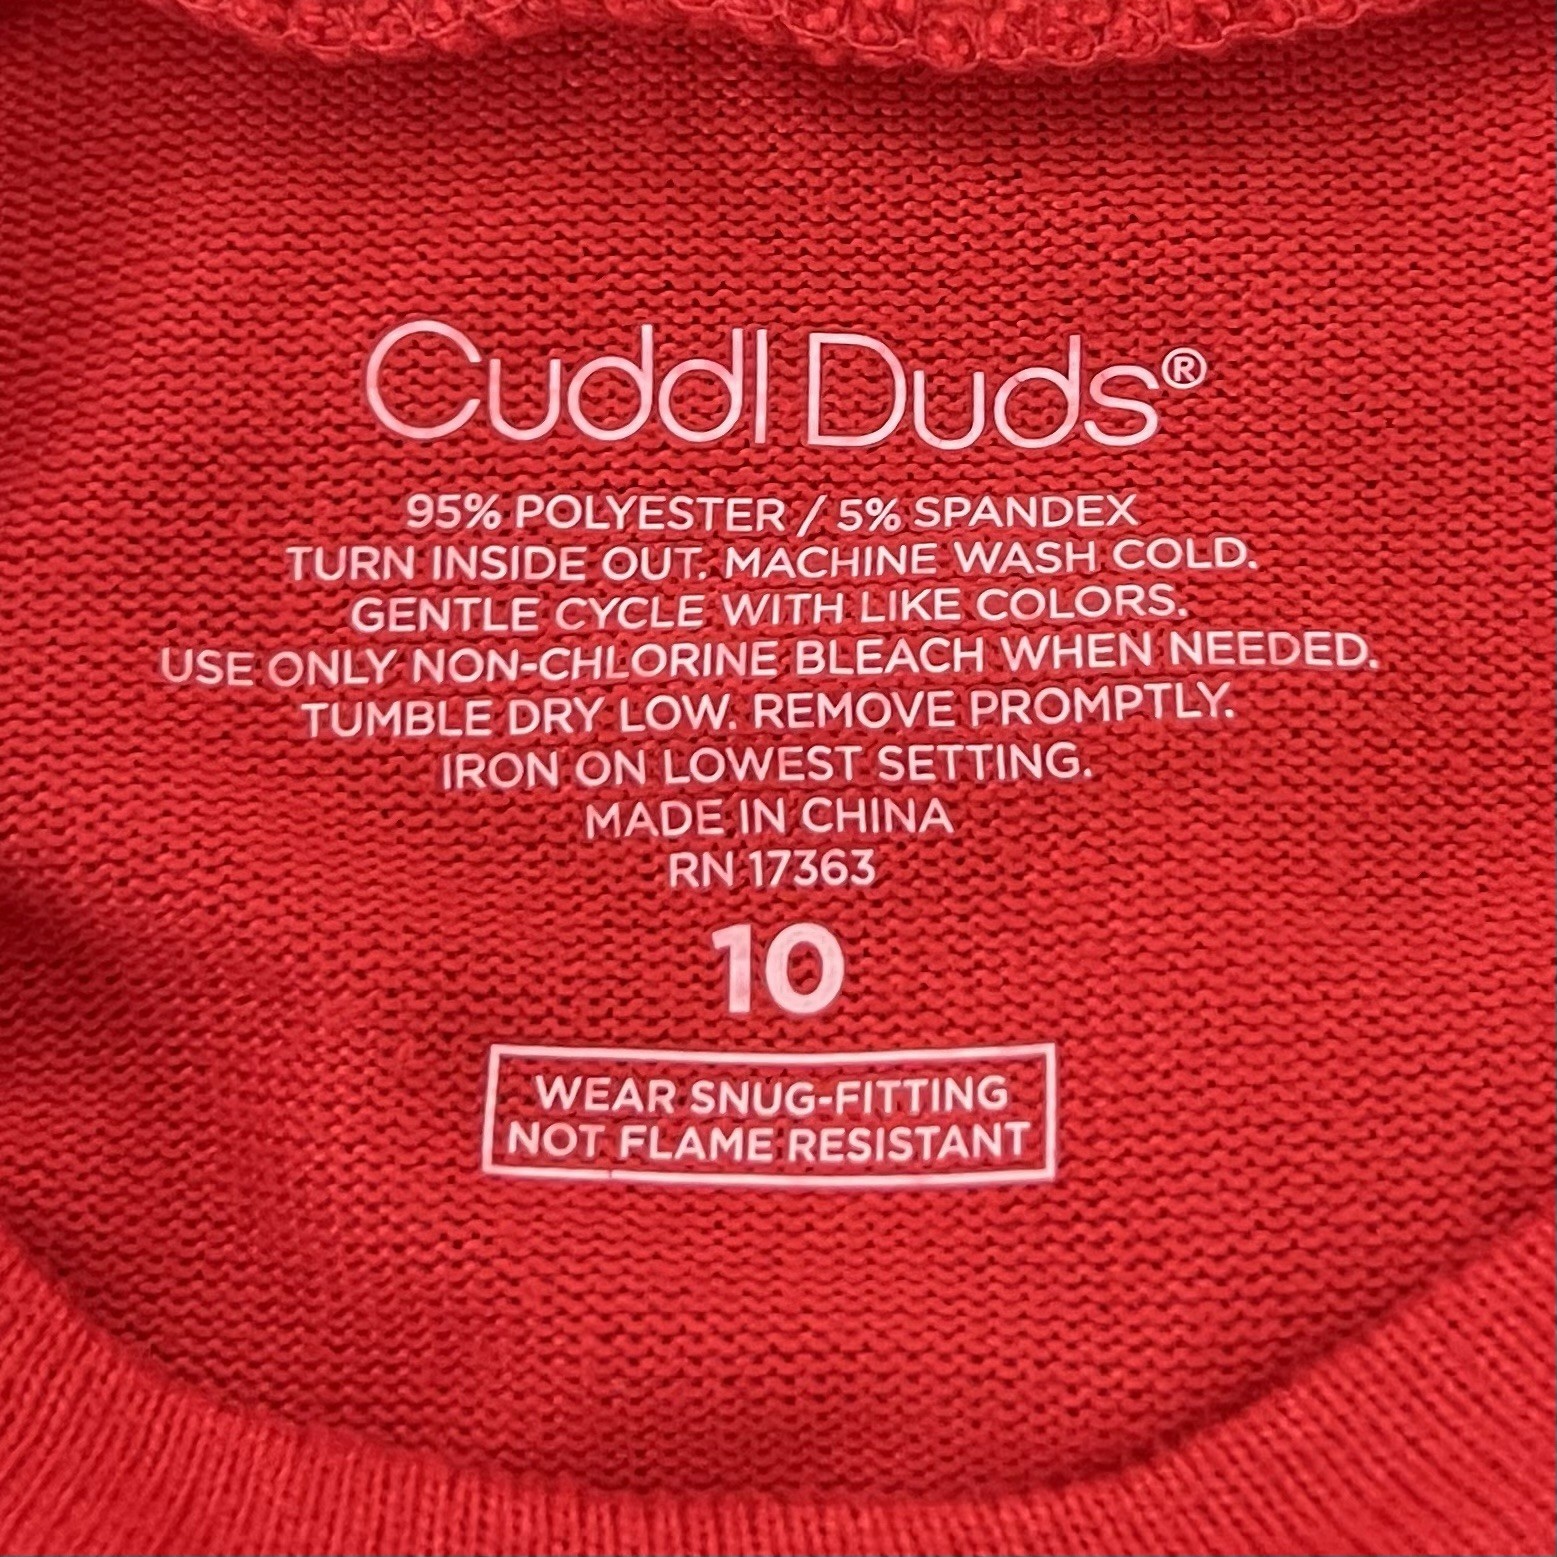 Cuddl Duds®
95% POLYESTER / 5% SPANDEX
TURN INSIDE OUT. MACHINE WASH COLD.
GENTLE CYCLE WITH LIKE COLORS.
USE ONLY NON-CHLORINE BLEACH WHEN NEEDED.
TUMBLE DRY LOW. REMOVE PROMPTLY.
IRON ON LOWEST SETTING.
MADE IN CHINA
RN 17363
10
WEAR SNUG-FITTING
NOT FLAME RESISTANT